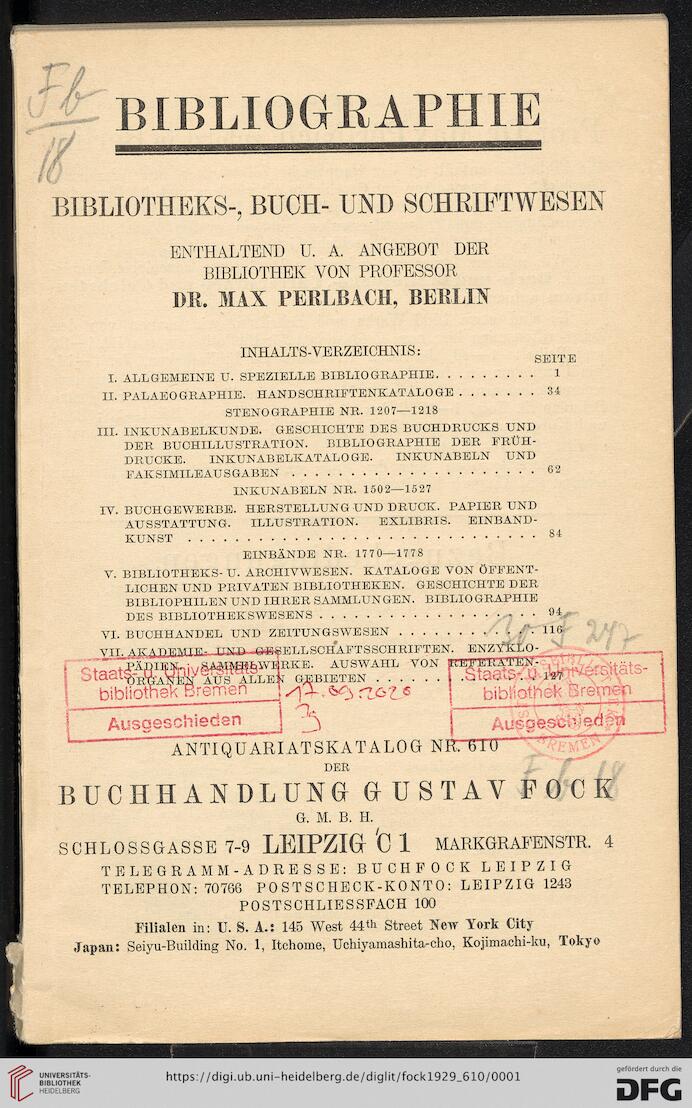 Fb
18
BIBLIOGRAPHIE
BIBLIOTHEKS-, BUCH- UND SCHRIFTWESEN
ENTHALTEND U. A. ANGEBOT DER
BIBLIOTHEK VON PROFESSOR
DR. MAX PERLBACH, BERLIN
INHALTS-VERZEICHNIS:
SEITE
I. ALLGEMEINE U. SPEZIELLE BIBLIOGRAPHIE. . . . . . . . . 1
II. PALAEOGRAPHIE. HANDSCHRIFTENKATALOGE . . . . . . . 34
STENOGRAPHIE NR. 1207—1218
III. INKUNABELKUNDE. GESCHICHTE DES BUCHDRUCKS UND
DER BUCHILLUSTRATION. BIBLIOGRAPHIE DER FRÜH-
DRUCKE. INKUNABELKATALOGE. INKUNABELN UND
FAKSIMILEAUSGABEN . . . . . . . . . . . . . . . . . . . . . 62
INKUNABELN NR. 1502—1527
IV. BUCHGEWERBE. HERSTELLUNG UND DRUCK. PAPIER UND
AUSSTATTUNG. ILLUSTRATION. EXLIBRIS. EINBAND-
KUNST . . . . . . . . . . . . . . . . . . . . . . . . . . . . . . 84
EINBÄNDE NR. 1770—1778
V. BIBLIOTHEKS- U. ARCHIVWESEN. KATALOGE VON ÖFFENT-
LICHEN UND PRIVATEN BIBLIOTHEKEN. GESCHICHTE DER
BIBLIOPHILEN UND IHRER SAMMLUNGEN. BIBLIOGRAPHIE
DES BIBLIOTHEKSWESENS . . . . . . . . . . . . . . . . . . . 94
VI. BUCHHANDEL UND ZEITUNGSWESEN . . . . . . . . . . . . 116
30 F 247
VII. AKADEMIE- UND GESELLSCHAFTSSCHRIFTEN. ENZYKLO-
PÄDIEN. SAMMELWERKE. AUSWAHL VON REFERATEN-
ORGANEN AUS ALLEN GEBIETEN . . . . . . . . . . . . . . 127
Staats- u. Universitäts-
bibliothek Bremen
Ausgeschieden
17.09.2020
Staats- u. Universitäts-
bibliothek Bremen
Ausgeschieden
BREMEN
ANTIQUARIATSKATALOG NR. 610
DER
Fb 18
BUCHHANDLUNG GUSTAV FOCK
G. M. B. H.
SCHLOSSGASSE 7-9 LEIPZIG C 1 MARKGRAFENSTR. 4
TELEGRAMM-ADRESSE: BUCHFOCK LEIPZIG
TELEPHON: 70766 POSTSCHECK-KONTO: LEIPZIG 1243
POSTSCHLIESSFACH 100
Filialen in: U. S. A.: 145 West 44th Street New York City
Japan: Seiyu-Building No. 1, Itchome, Uchiyamashita-cho, Kojimachi-ku, Tokyo
UNIVERSITÄTS-
BIBLIOTHEK
HEIDELBERG
https://digi.ub.uni-heidelberg.de/diglit/fock1929_610/0001
gefördert durch die
DFG